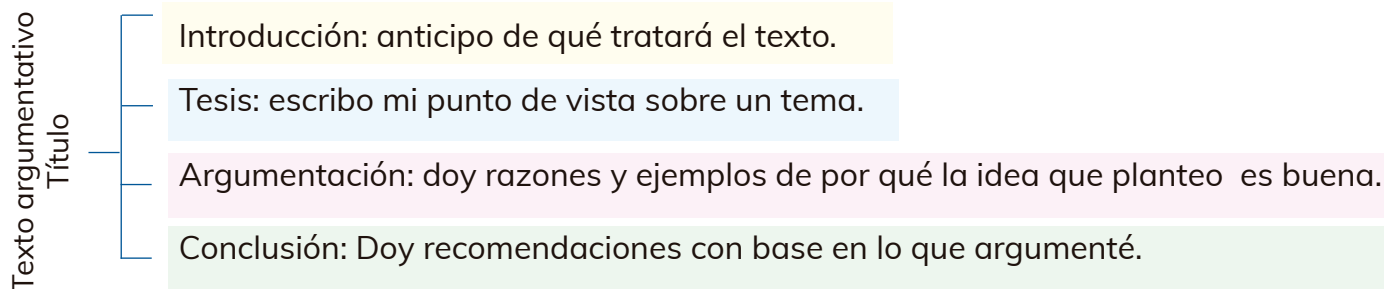 Texto argumentativo
Título
Introducción: anticipo de qué tratará el texto.
Tesis: escribo mi punto de vista sobre un tema.
Argumentación: doy razones y ejemplos de por qué la idea que planteo  es buena.
Conclusión: Doy recomendaciones con base en lo que argumenté.